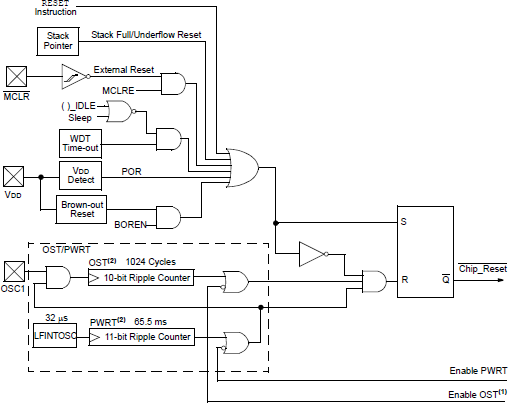 RESET
Instruction
Stack
Pointer
Stack Full/Underflow Reset
External Reset
MCLR
MCLRE
( )_IDLE
Sleep
WDT
Time-out
VDD
VDD
Detect
POR
Brown-out
Reset
BOREN
S
OST/PWRT
OST(2) 1024 Cycles
10-bit Ripple Counter
OSC1
R
Q
Chip_Reset
32 µs
PWRT(2) 65.5 ms
LFINTOSC
11-bit Ripple Counter
Enable PWRT
Enable OST(1)